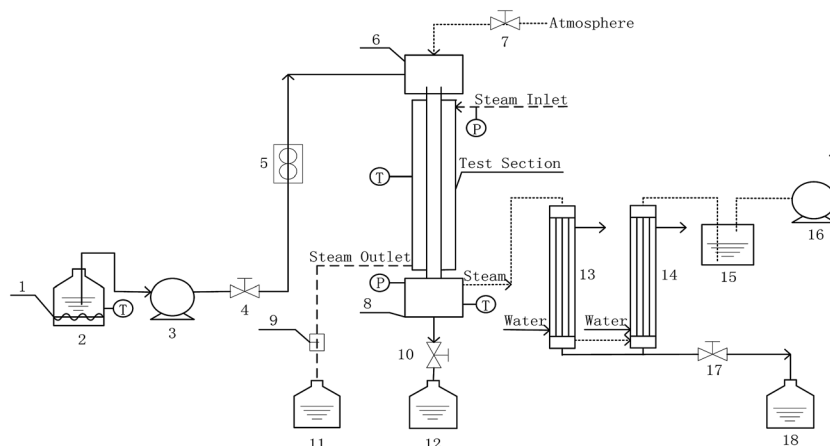 6
7
Atmosphere
Steam Inlet
P
5
T
Test Section
Steam Outlet
Steam
P
T
1
T
2
3
4
8
13
14
15
16
9
10
Water
Water
17
11
12
18